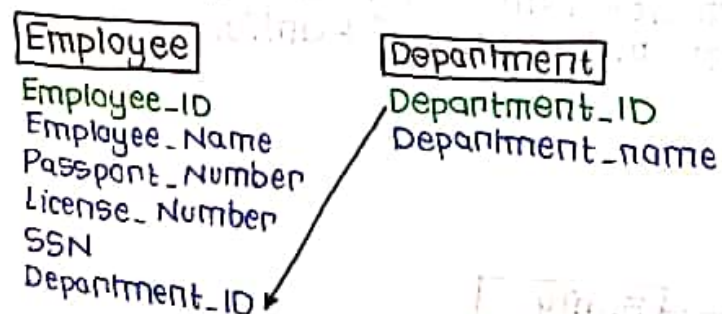 Employee
Employee_ID
Employee_Name
Passport_Number
License_Number
SSN
Department_ID
Department
Department_ID
Department_name